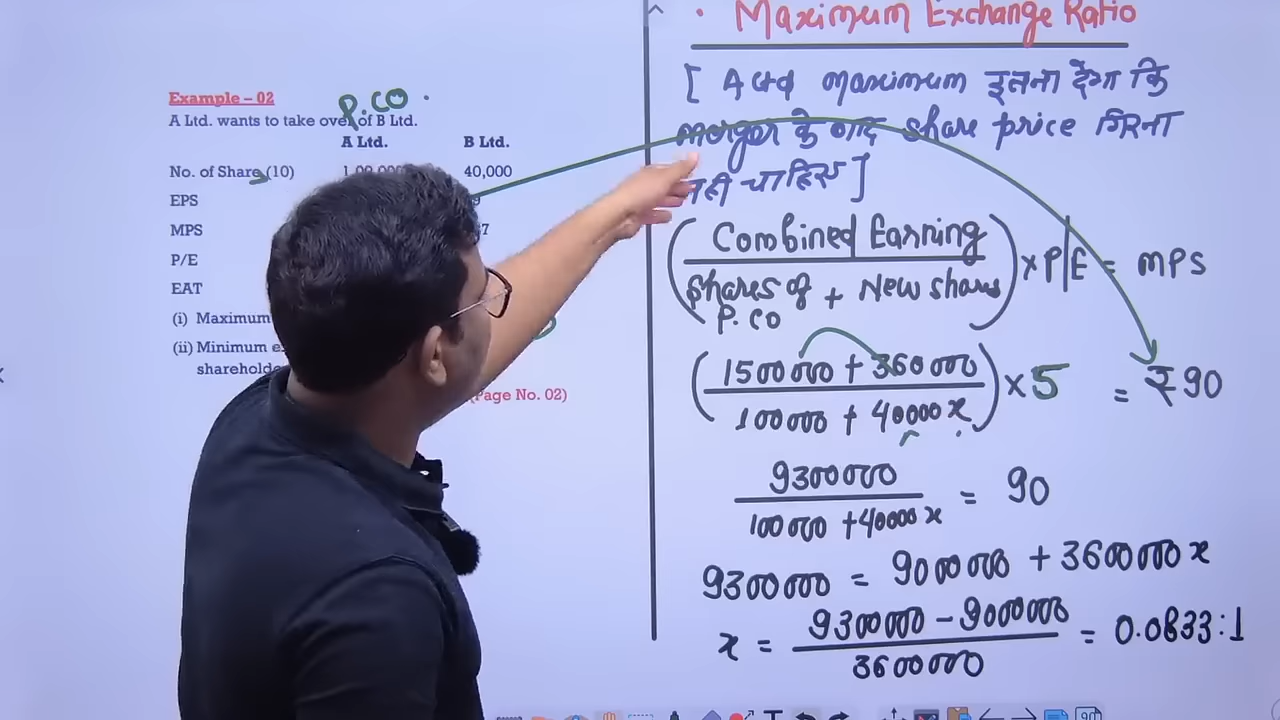 Example – 02
P.CO
A Ltd. wants to take over of B Ltd.
A Ltd. B Ltd.
No. of Share (10) 1,00,000 40,000
EPS
MPS
P/E
EAT
(i) Maximum
(ii) Minimum
shareholde
(Page No. 02)
• Maximum Exchange Ratio
[ A Ltd maximum इतना देगा कि
merger के बाद share price गिरना
नही चाहिए ]
(Combined Earning / Shares of P.CO + New shares) × P/E = MPS
(1500000 + 360000 / 100000 + 40000 x) × 5 = ₹90
9300000 / 100000 + 40000 x = 90
9300000 = 9000000 + 3600000 x
x = 9300000 - 9000000 / 3600000 = 0.0833:1